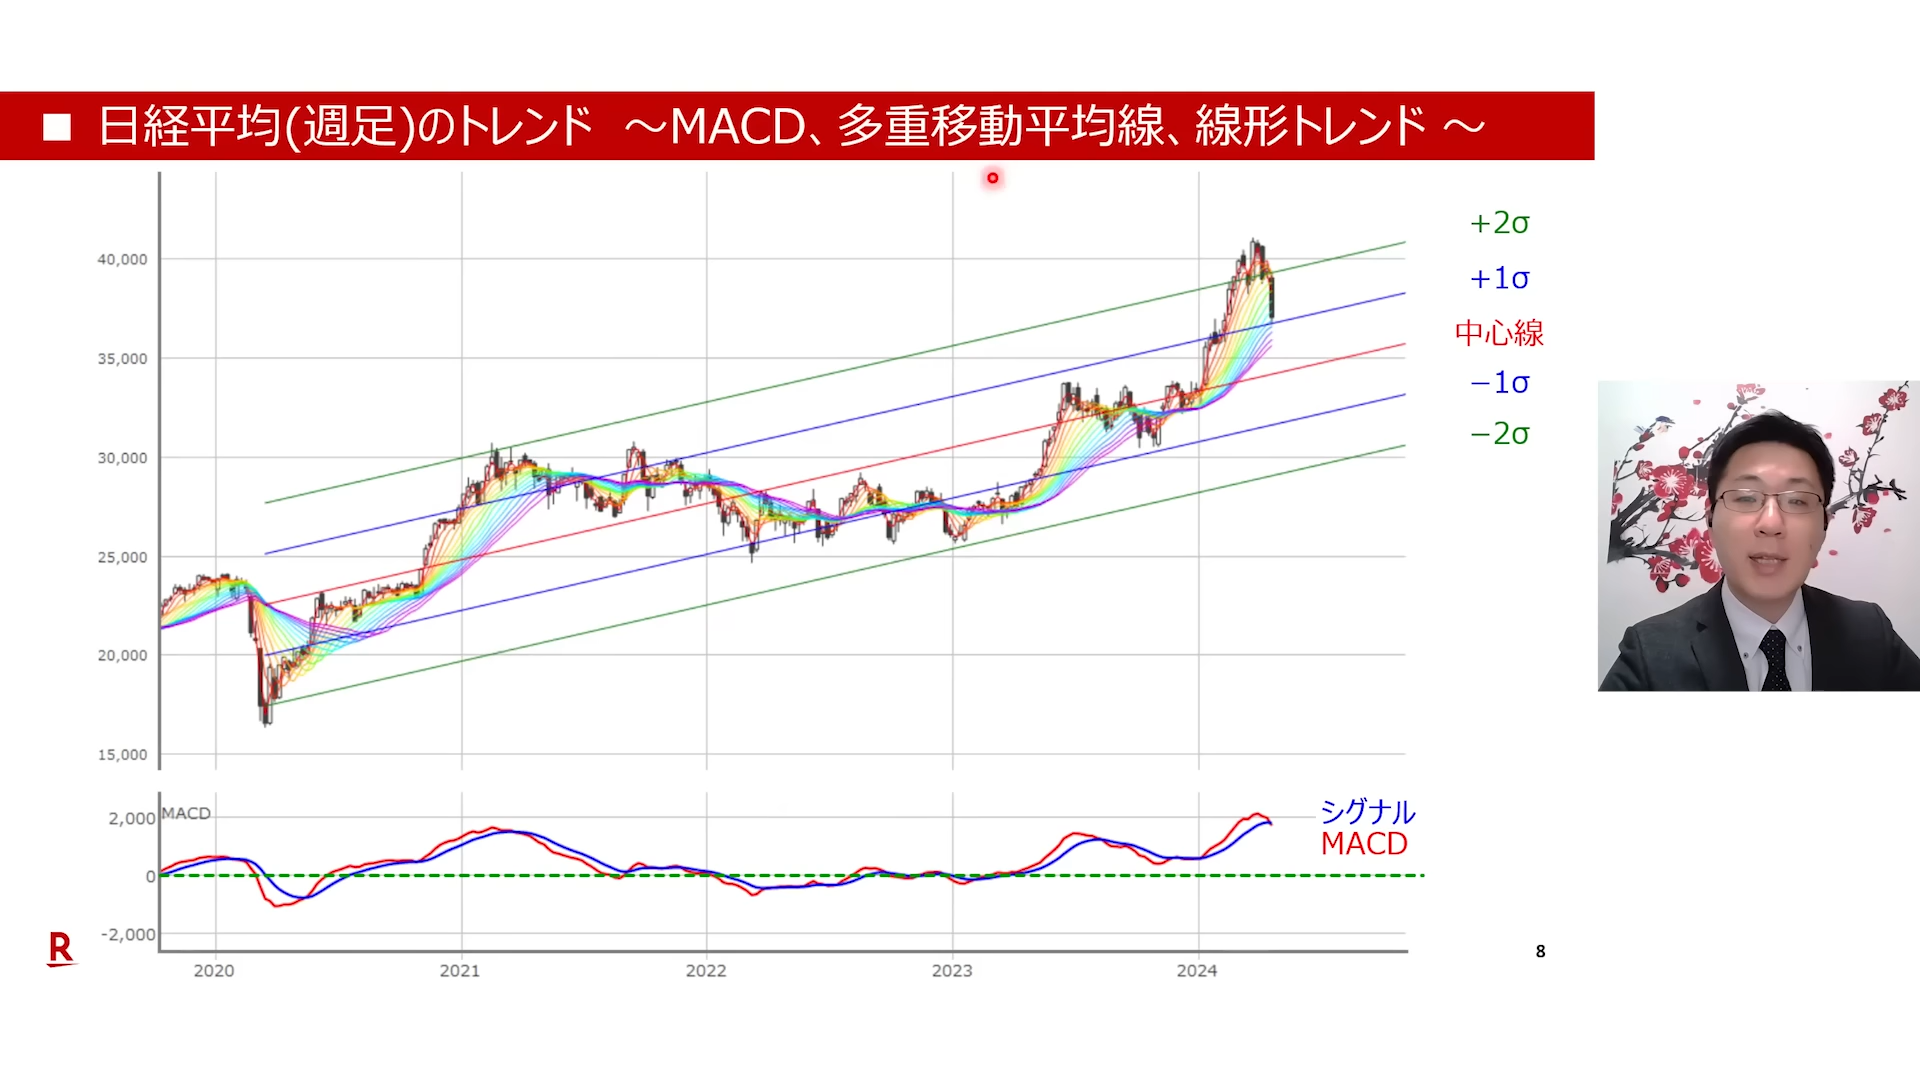 ■ 日経平均(週足)のトレンド ～MACD、多重移動平均線、線形トレンド ～
+2σ
40,000
+1σ
中心線
35,000
−1σ
−2σ
30,000
25,000
20,000
15,000
MACD
2,000
シグナル
MACD
0
-2,000
R
8
2020 2021 2022 2023 2024